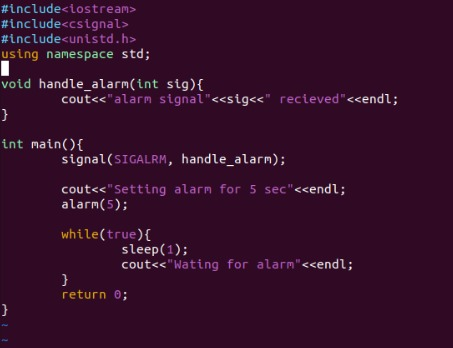 #include<iostream>
#include<csignal>
#include<unistd.h>
using namespace std;

void handle_alarm(int sig){
        cout<<"alarm signal"<<sig<<" recieved"<<endl;
}

int main(){
        signal(SIGALRM, handle_alarm);

        cout<<"Setting alarm for 5 sec"<<endl;
        alarm(5);

        while(true){
                sleep(1);
                cout<<"Wating for alarm"<<endl;
        }
        return 0;
}
~
~